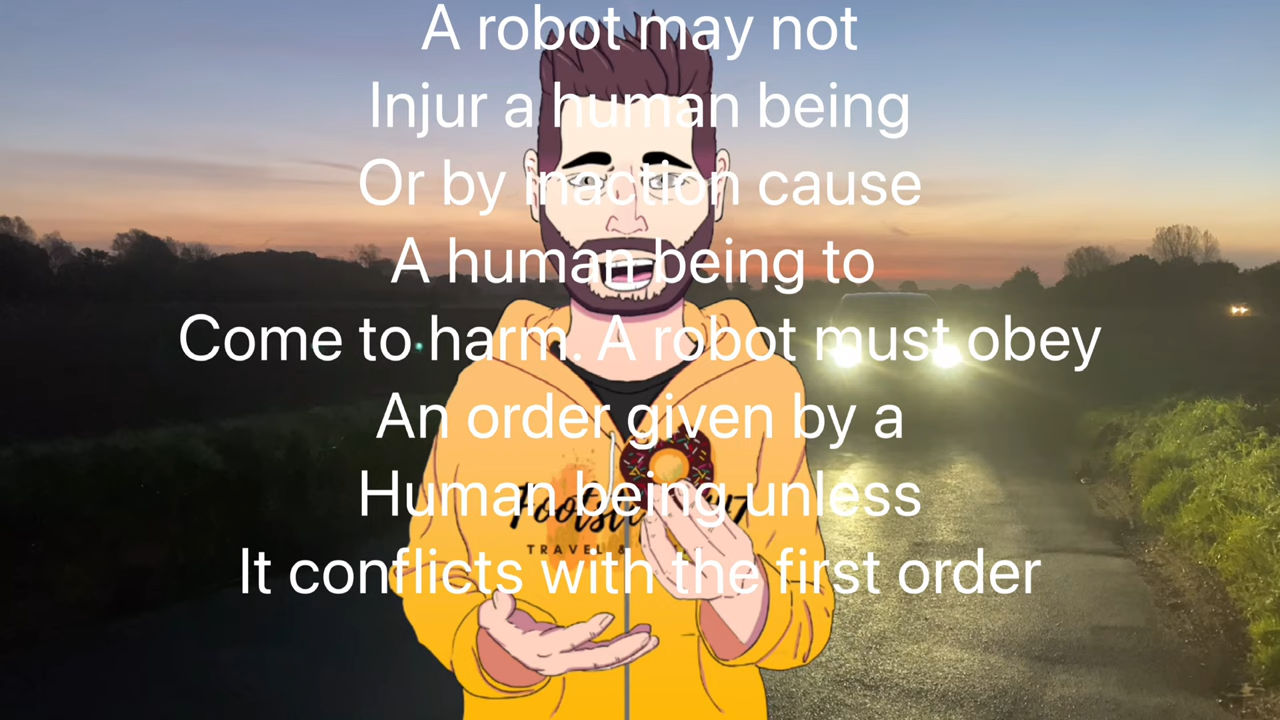 A robot may not
Injur a human being
Or by inaction cause
A human being to
Come to harm. A robot must obey
An order given by a
Human being unless
It conflicts with the first order
TRAVEL &